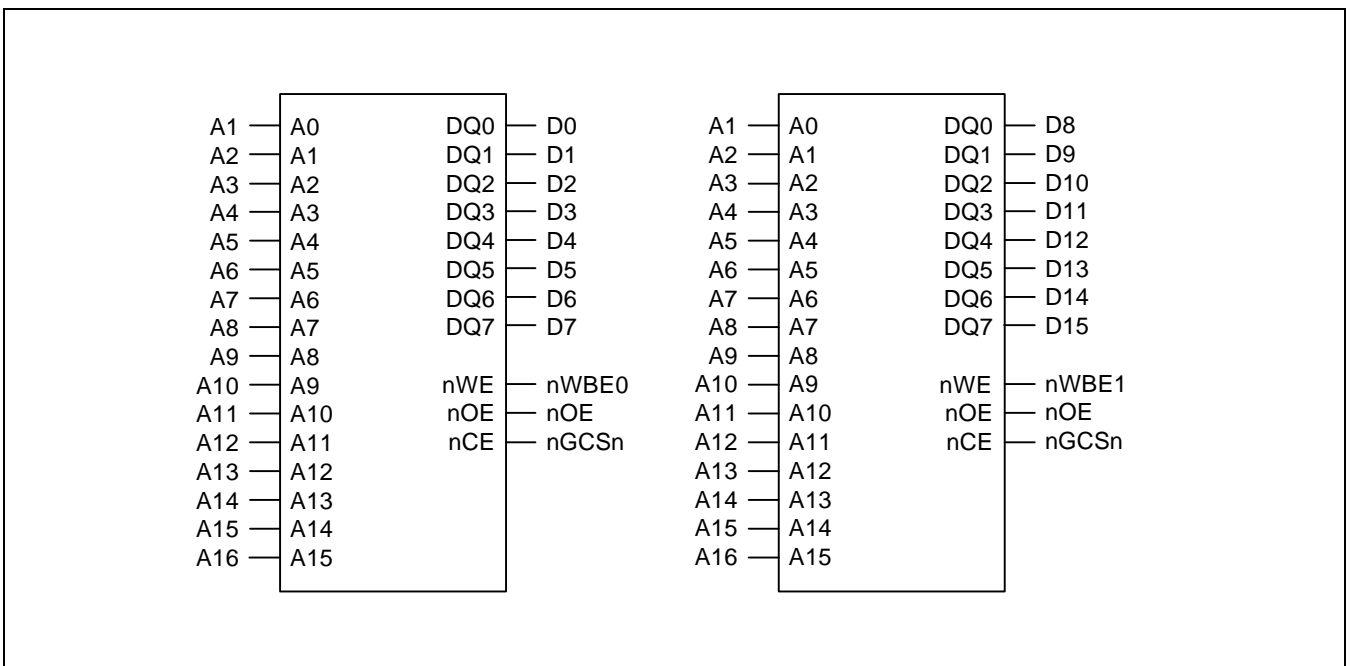 A1 A0 DQ0 D0 A1 A0 DQ0 D8
A2 A1 DQ1 D1 A2 A1 DQ1 D9
A3 A2 DQ2 D2 A3 A2 DQ2 D10
A4 A3 DQ3 D3 A4 A3 DQ3 D11
A5 A4 DQ4 D4 A5 A4 DQ4 D12
A6 A5 DQ5 D5 A6 A5 DQ5 D13
A7 A6 DQ6 D6 A7 A6 DQ6 D14
A8 A7 DQ7 D7 A8 A7 DQ7 D15
A9 A8 A9 A8
A10 A9 nWE nWBE0 A10 A9 nWE nWBE1
A11 A10 nOE nOE A11 A10 nOE nOE
A12 A11 nCE nGCSn A12 A11 nCE nGCSn
A13 A12 A13 A12
A14 A13 A14 A13
A15 A14 A15 A14
A16 A15 A16 A15